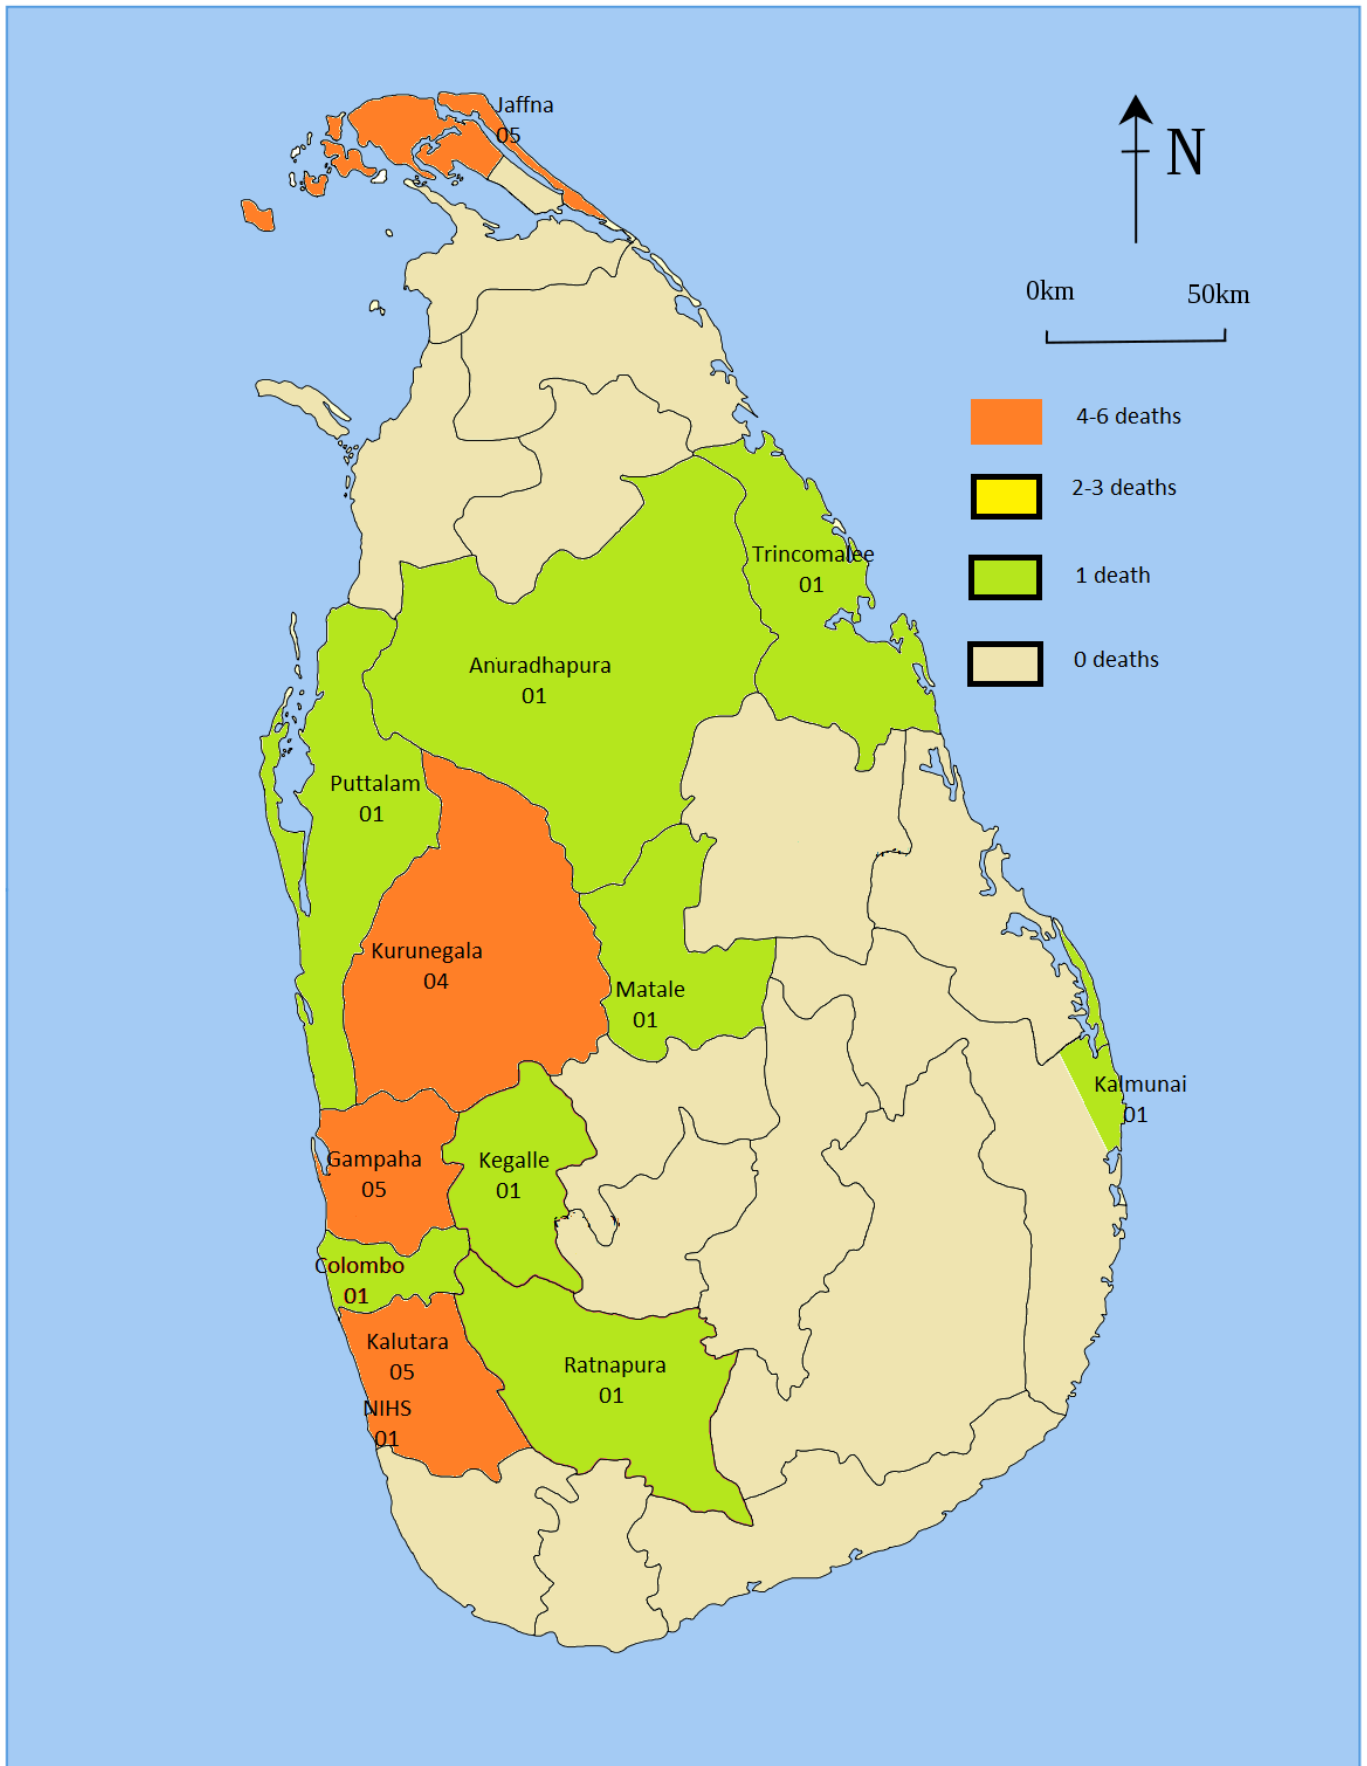 Jaffna
05
N
0km 50km
4-6 deaths
2-3 deaths
1 death
0 deaths
Trincomalee
01
Anuradhapura
01
Puttalam
01
Kurunegala
04
Matale
01
Kalmunai
01
Gampaha
05
Kegalle
01
Colombo
01
Kalutara
05
NIHS
01
Ratnapura
01